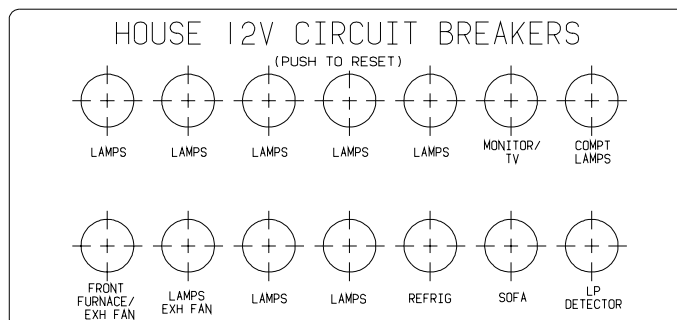 HOUSE 12V CIRCUIT BREAKERS
(PUSH TO RESET)
LAMPS LAMPS LAMPS LAMPS LAMPS MONITOR/ TV COMPT LAMPS
FRONT FURNACE/ EXH FAN LAMPS EXH FAN LAMPS LAMPS REFRIG SOFA LP DETECTOR